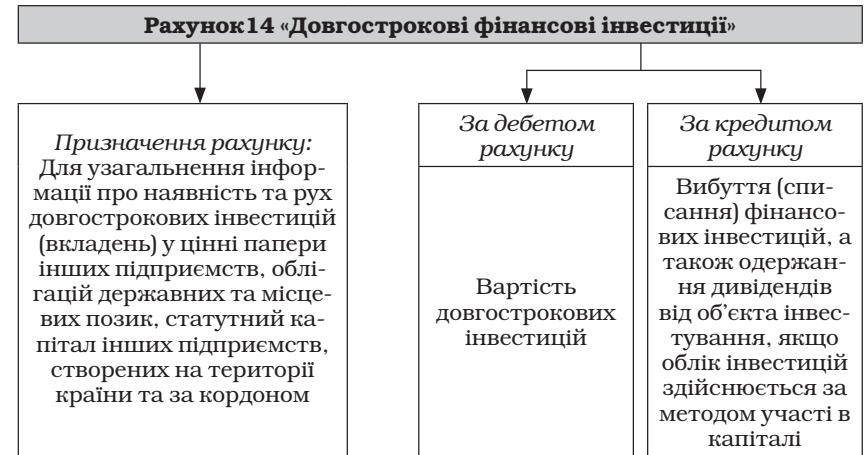 Рахунок14 «Довгострокові фінансові інвестиції»
Призначення рахунку:
Для узагальнення інфор-
мації про наявність та рух
довгострокових інвестицій
(вкладень) у цінні папери
інших підприємств, облі-
гацій державних та місце-
вих позик, статутний ка-
пітал інших підприємств,
створених на території
країни та за кордоном
За дебетом
рахунку
Вартість
довгострокових
інвестицій
За кредитом
рахунку
Вибуття (спи-
сання) фінансо-
вих інвестицій, а
також одержан-
ня дивідендів
від об’єкта інвес-
тування, якщо
облік інвестицій
здійснюється за
методом участі в
капіталі